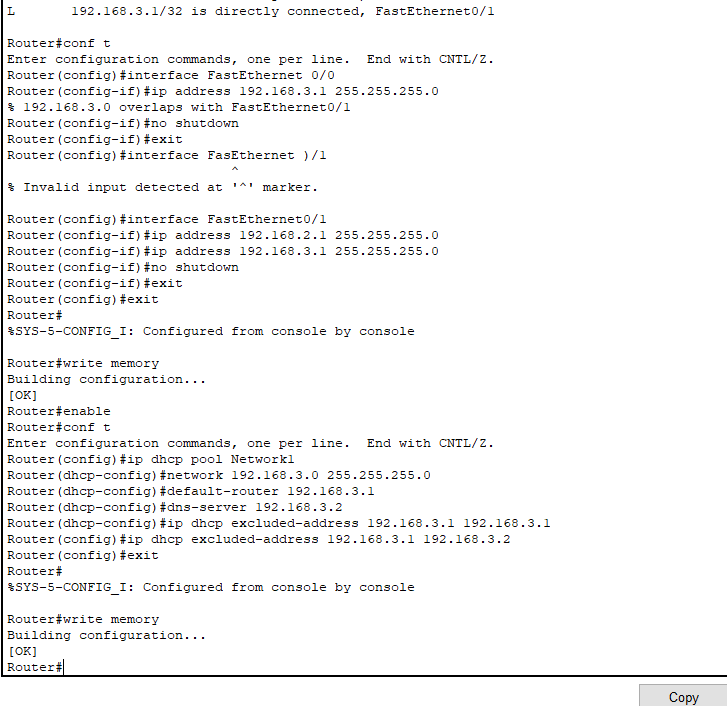 L       192.168.3.1/32 is directly connected, FastEthernet0/1
Router#conf t
Enter configuration commands, one per line.  End with CNTL/Z.
Router(config)#interface FastEthernet 0/0
Router(config-if)#ip address 192.168.3.1 255.255.255.0
% 192.168.3.0 overlaps with FastEthernet0/1
Router(config-if)#no shutdown
Router(config-if)#exit
Router(config)#interface FasEthernet )/1
^
% Invalid input detected at '^' marker.
Router(config)#interface FastEthernet0/1
Router(config-if)#ip address 192.168.2.1 255.255.255.0
Router(config-if)#ip address 192.168.3.1 255.255.255.0
Router(config-if)#no shutdown
Router(config-if)#exit
Router(config)#exit
Router#
%SYS-5-CONFIG_I: Configured from console by console
Router#write memory
Building configuration...
[OK]
Router#enable
Router#conf t
Enter configuration commands, one per line.  End with CNTL/Z.
Router(config)#ip dhcp pool Network1
Router(dhcp-config)#network 192.168.3.0 255.255.255.0
Router(dhcp-config)#default-router 192.168.3.1
Router(dhcp-config)#dns-server 192.168.3.2
Router(dhcp-config)#ip dhcp excluded-address 192.168.3.1 192.168.3.1
Router(config)#ip dhcp excluded-address 192.168.3.1 192.168.3.2
Router(config)#exit
Router#
%SYS-5-CONFIG_I: Configured from console by console
Router#write memory
Building configuration...
[OK]
Router#
Copy